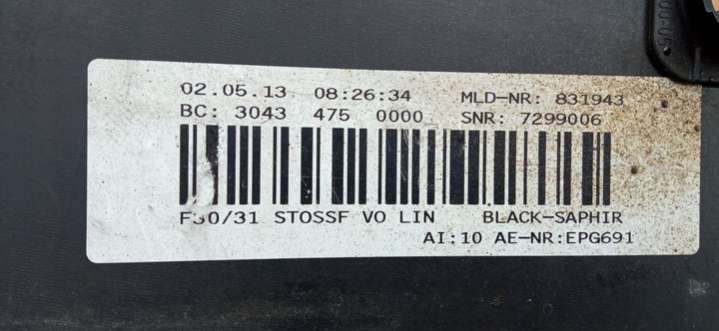 02.05.13 08:26:34 MLD-NR: 831943
BC: 3043 475 0000 SNR: 7299006
F30/31 STOSSF VO LIN BLACK-SAPHIR
AI:10 AE-NR:EPG691